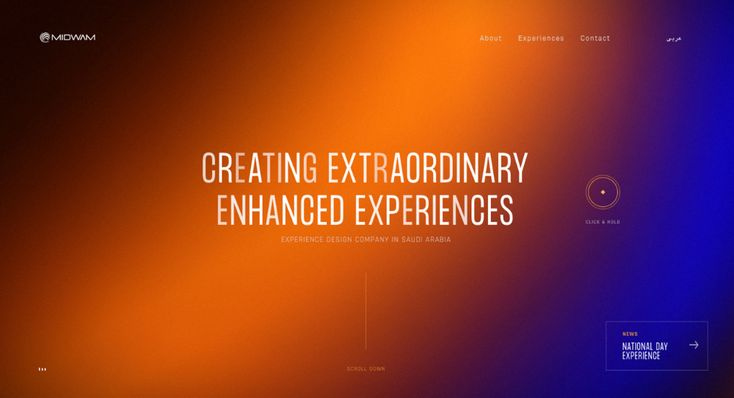 MIDWAM
About Experiences Contact عربي
CREATING EXTRAORDINARY
ENHANCED EXPERIENCES
EXPERIENCE DESIGN COMPANY IN SAUDI ARABIA
CLICK & HOLD
NEWS
NATIONAL DAY
EXPERIENCE
SCROLL DOWN